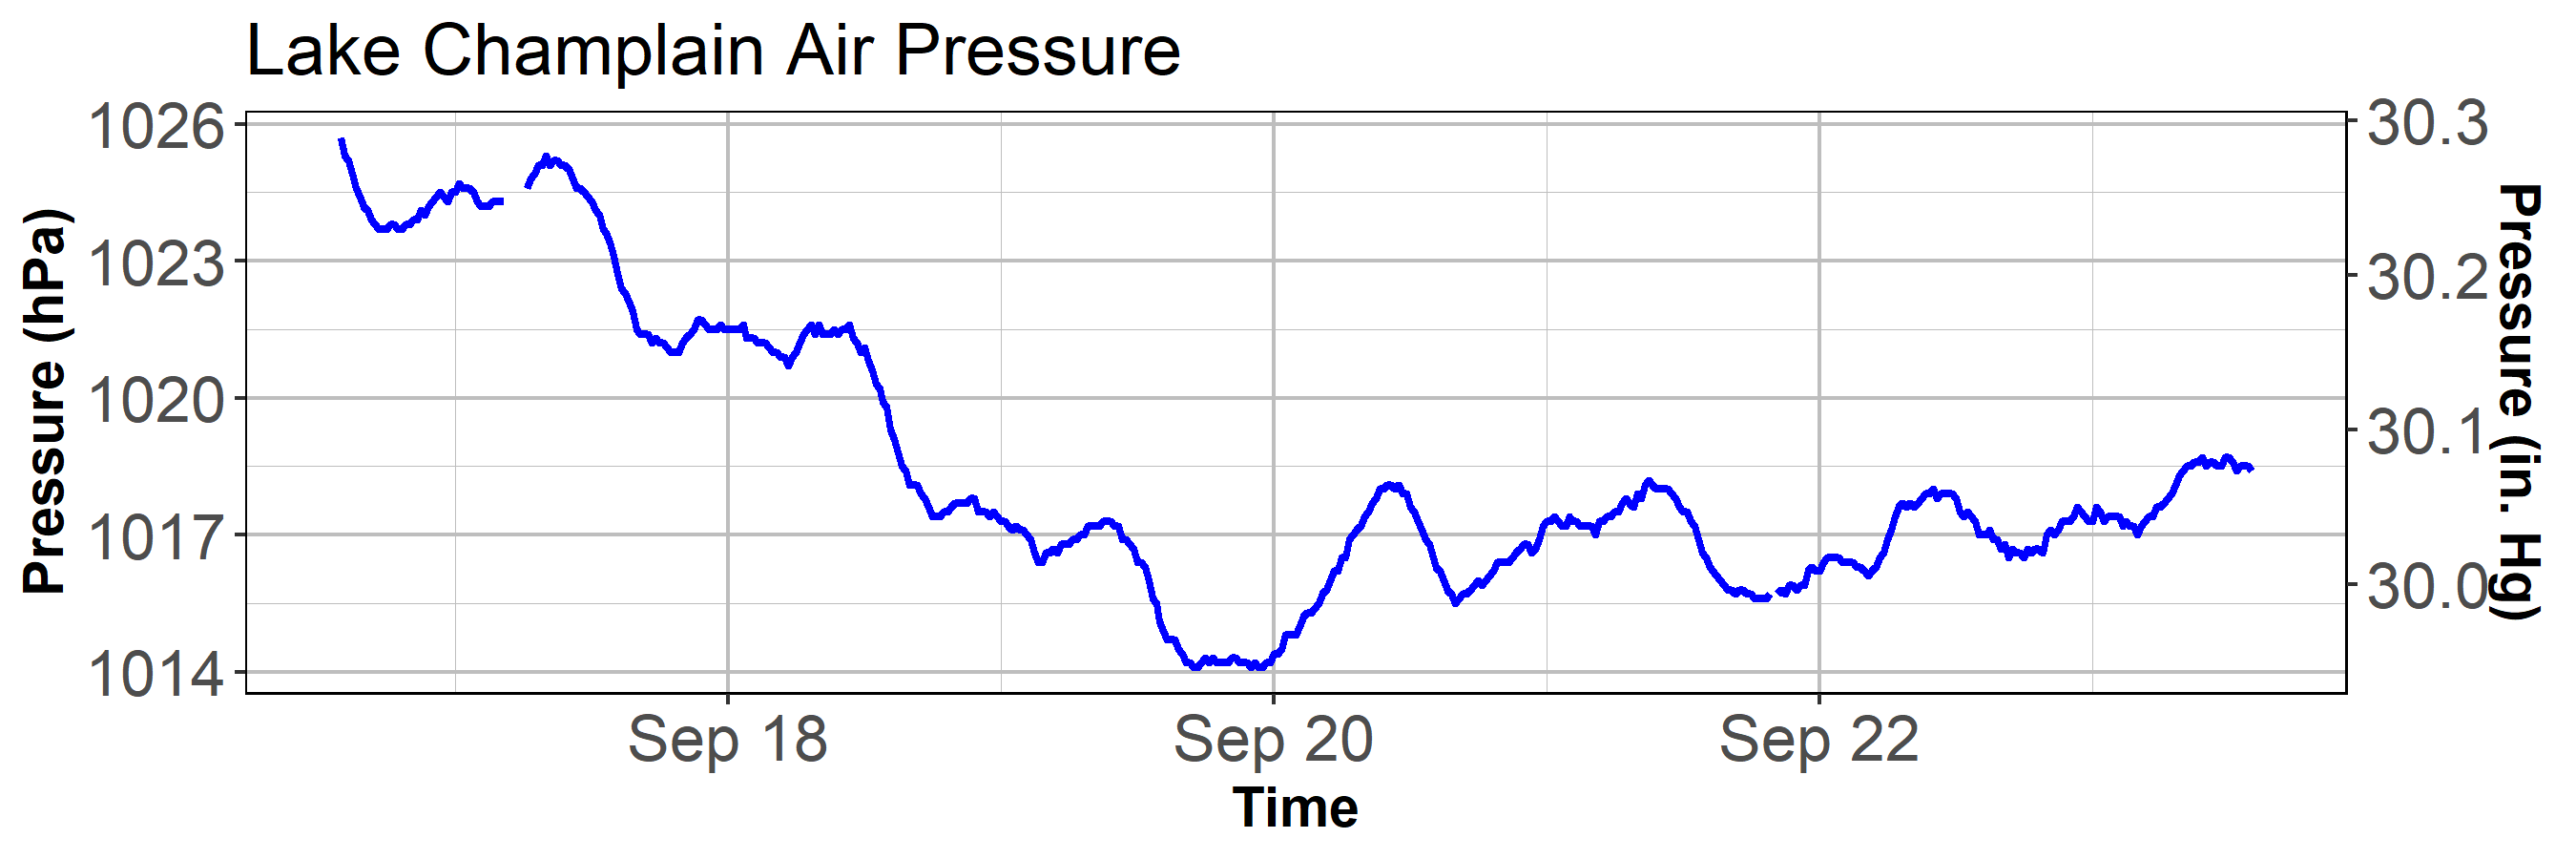 Lake Champlain Air Pressure
1026
1023
1020
1017
1014
Pressure (hPa)
30.3
30.2
30.1
30.0
Pressure (in. Hg)
Sep 18
Sep 20
Sep 22
Time